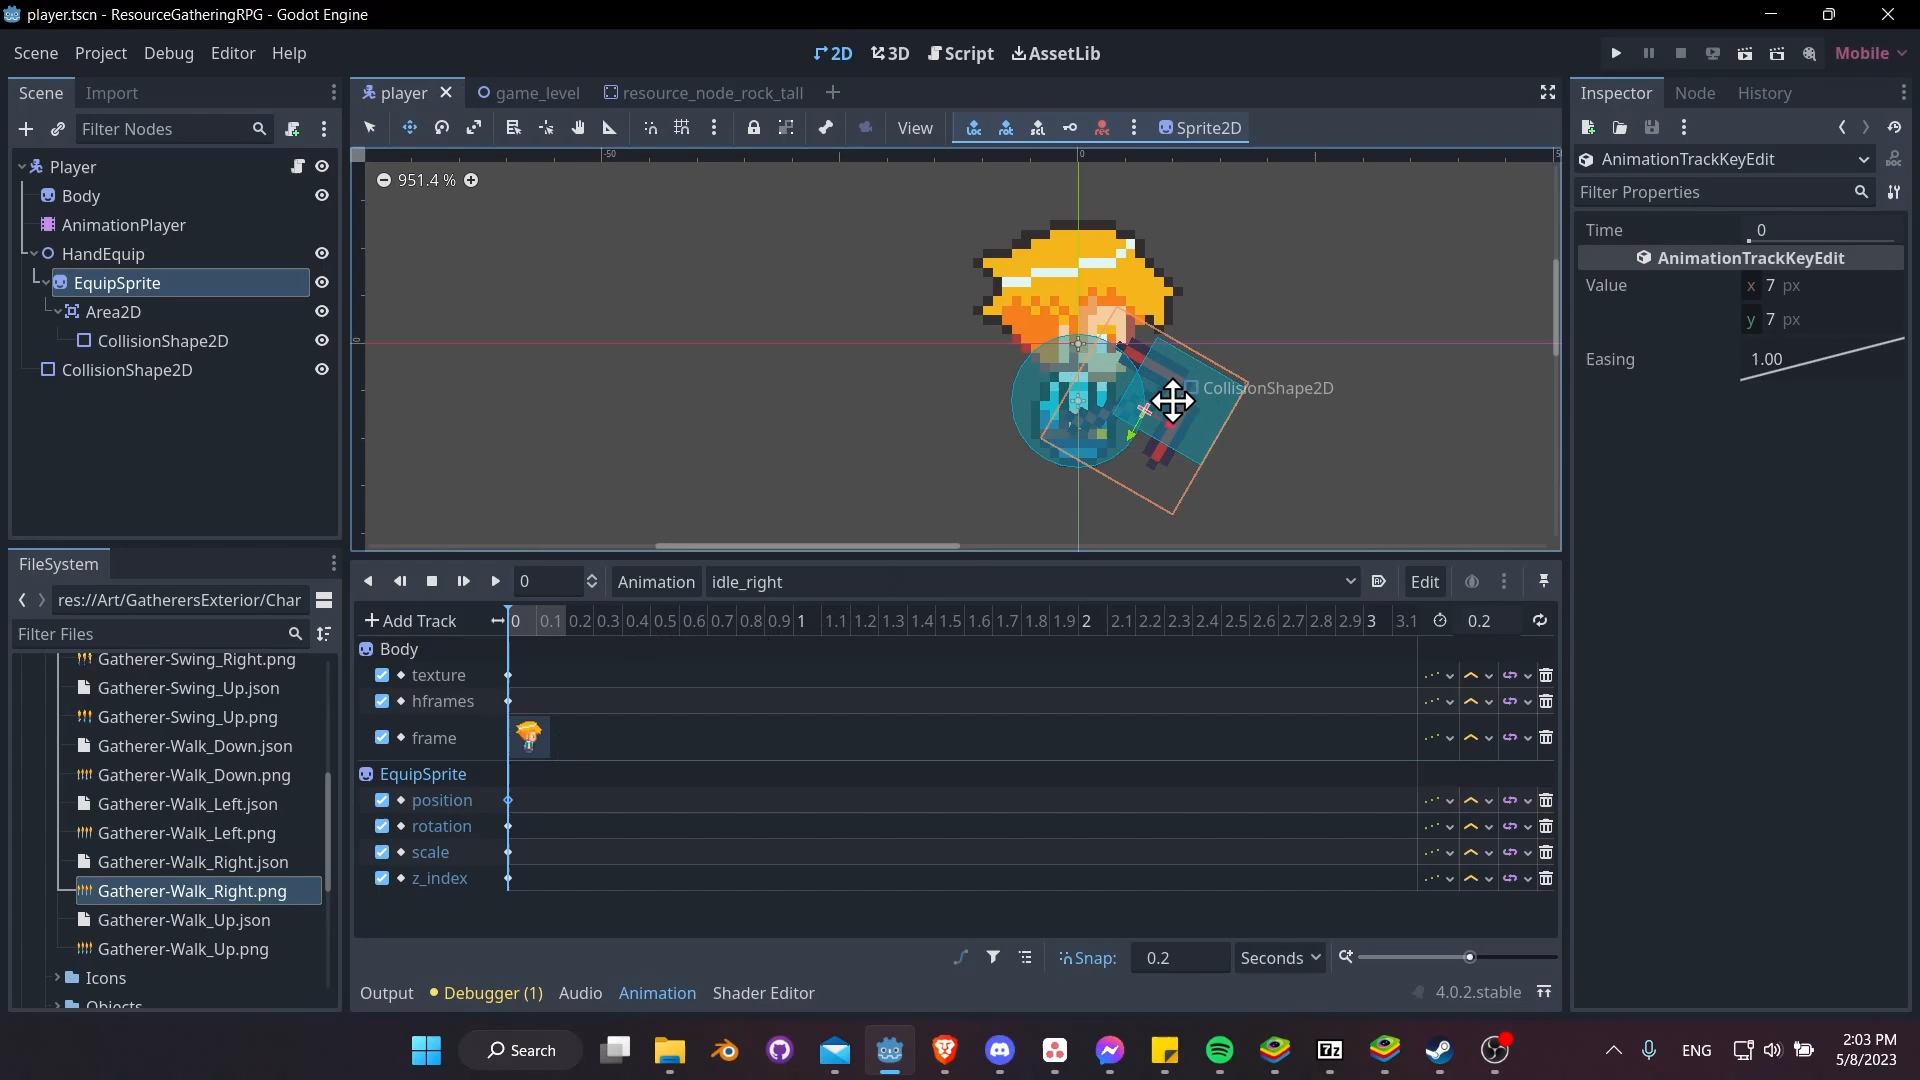 player.tscn - ResourceGatheringRPG - Godot Engine
Scene Project Debug Editor Help
2D 3D Script AssetLib
Mobile
Scene Import
player game_level resource_node_rock_tall
Inspector Node History
Filter Nodes
View
Sprite2D
AnimationTrackKeyEdit
Filter Properties
Player
Body
AnimationPlayer
HandEquip
EquipSprite
Area2D
CollisionShape2D
CollisionShape2D
-50 0 5
951.4 %
0
CollisionShape2D
Time 0
AnimationTrackKeyEdit
Value x 7 px
y 7 px
Easing 1.00
FileSystem
res://Art/GatherersExterior/Char
Filter Files
Gatherer-Swing_Right.png
Gatherer-Swing_Up.json
Gatherer-Swing_Up.png
Gatherer-Walk_Down.json
Gatherer-Walk_Down.png
Gatherer-Walk_Left.json
Gatherer-Walk_Left.png
Gatherer-Walk_Right.json
Gatherer-Walk_Right.png
Gatherer-Walk_Up.json
Gatherer-Walk_Up.png
Icons
Objects
0 Animation idle_right Edit
Add Track 0 0.1 0.2 0.3 0.4 0.5 0.6 0.7 0.8 0.9 1 1.1 1.2 1.3 1.4 1.5 1.6 1.7 1.8 1.9 2 2.1 2.2 2.3 2.4 2.5 2.6 2.7 2.8 2.9 3 3.1 0.2
Body
texture
hframes
frame
EquipSprite
position
rotation
scale
z_index
Snap: 0.2 Seconds
Output Debugger (1) Audio Animation Shader Editor 4.0.2.stable
Search
ENG
2:03 PM
5/8/2023